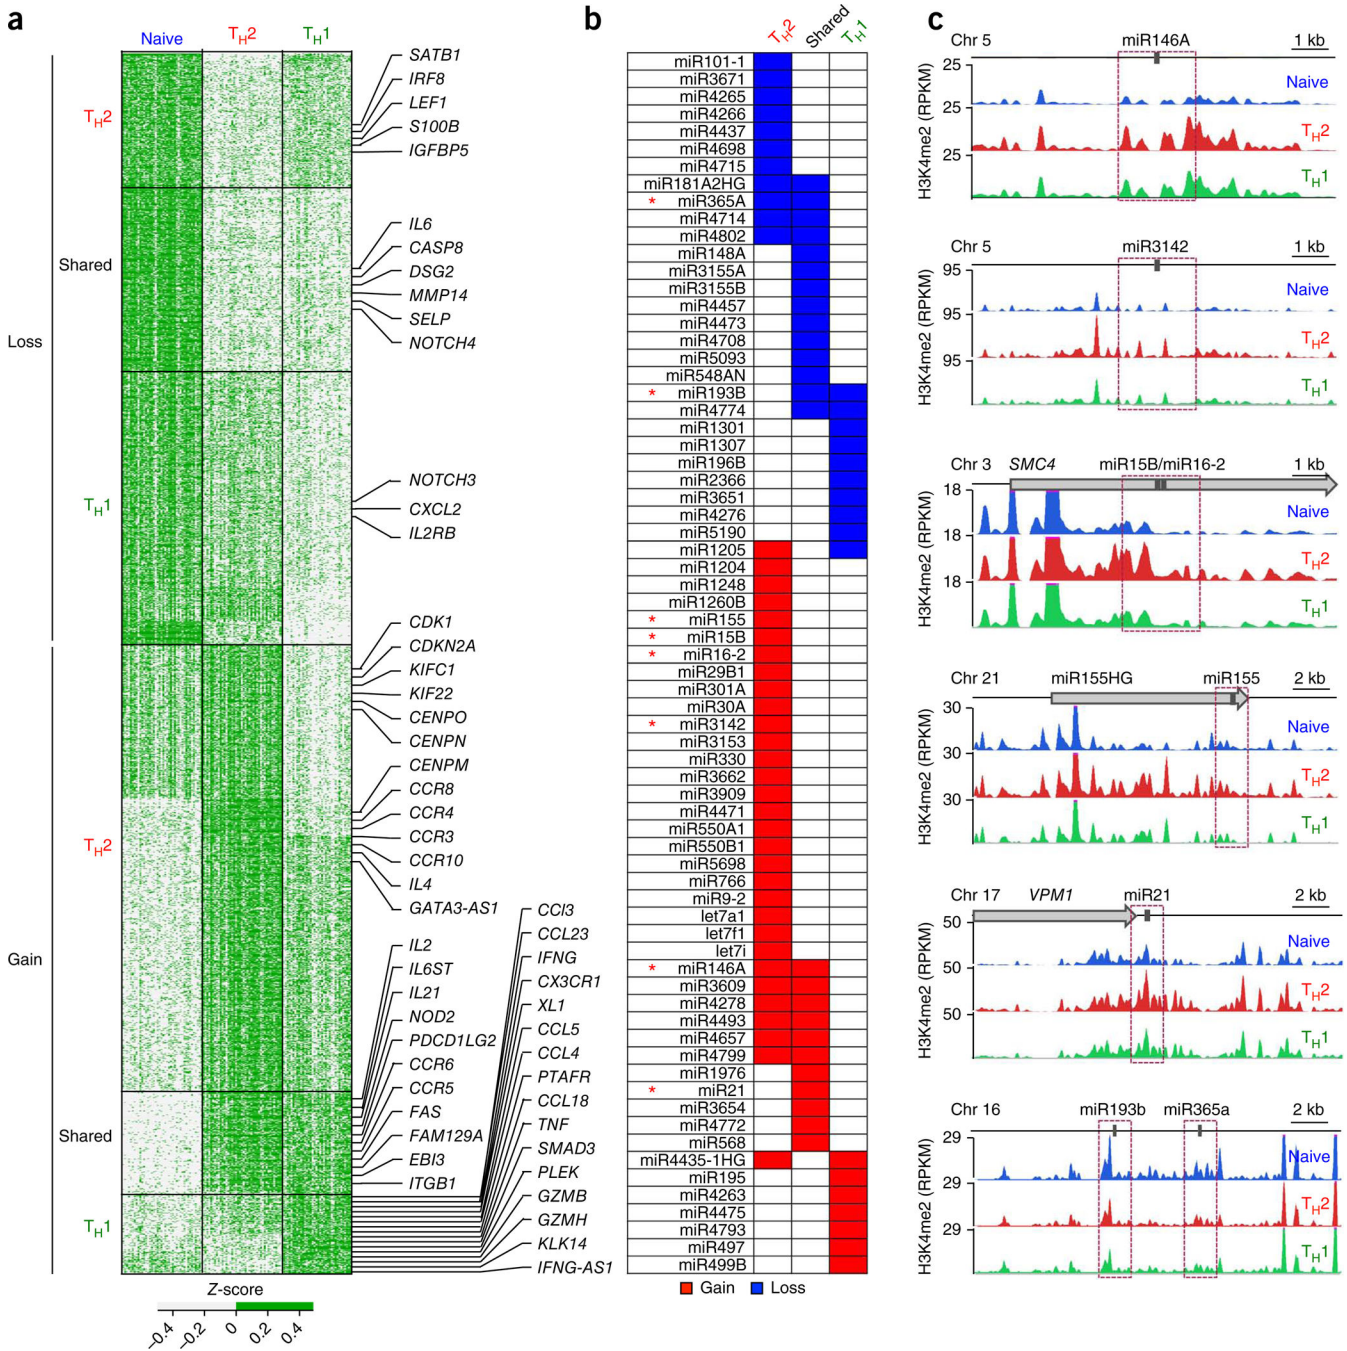 a
Naive
TH2
TH1
Loss
TH2
Shared
TH1
Gain
TH2
Shared
TH1
SATB1
IRF8
LEF1
S100B
IGFBP5
IL6
CASP8
DSG2
MMP14
SELP
NOTCH4
NOTCH3
CXCL2
IL2RB
CDK1
CDKN2A
KIFC1
KIF22
CENPO
CENPN
CENPM
CCR8
CCR4
CCR3
CCR10
IL4
GATA3-AS1
IL2
IL6ST
IL21
NOD2
PDCD1LG2
CCR6
CCR5
FAS
FAM129A
EBI3
ITGB1
CCl3
CCL23
IFNG
CX3CR1
XL1
CCL5
CCL4
PTAFR
CCL18
TNF
SMAD3
PLEK
GZMB
GZMH
KLK14
IFNG-AS1
Z-score
–0.4 –0.2 0 0.2 0.4
b
TH2
Shared
TH1
miR101-1
miR3671
miR4265
miR4266
miR4437
miR4698
miR4715
miR181A2HG
* miR365A
miR4714
miR4802
miR148A
miR3155A
miR3155B
miR4457
miR4473
miR4708
miR5093
miR548AN
* miR193B
miR4774
miR1301
miR1307
miR196B
miR2366
miR3651
miR4276
miR5190
miR1205
miR1204
miR1248
miR1260B
* miR155
* miR15B
* miR16-2
miR29B1
miR301A
miR30A
* miR3142
miR3153
miR330
miR3662
miR3909
miR4471
miR550A1
miR550B1
miR5698
miR766
miR9-2
let7a1
let7f1
let7i
* miR146A
miR3609
miR4278
miR4493
miR4657
miR4799
miR1976
* miR21
miR3654
miR4772
miR568
miR4435-1HG
miR195
miR4263
miR4475
miR4793
miR497
miR499B
Gain Loss
c
Chr 5 miR146A 1 kb
H3K4me2 (RPKM)
25 Naive
25 TH2
25 TH1
Chr 5 miR3142 1 kb
H3K4me2 (RPKM)
95 Naive
95 TH2
95 TH1
Chr 3 SMC4 miR15B/miR16-2 1 kb
H3K4me2 (RPKM)
18 Naive
18 TH2
18 TH1
Chr 21 miR155HG miR155 2 kb
H3K4me2 (RPKM)
30 Naive
30 TH2
30 TH1
Chr 17 VPM1 miR21 2 kb
H3K4me2 (RPKM)
50 Naive
50 TH2
50 TH1
Chr 16 miR193b miR365a 2 kb
H3K4me2 (RPKM)
29 Naive
29 TH2
29 TH1